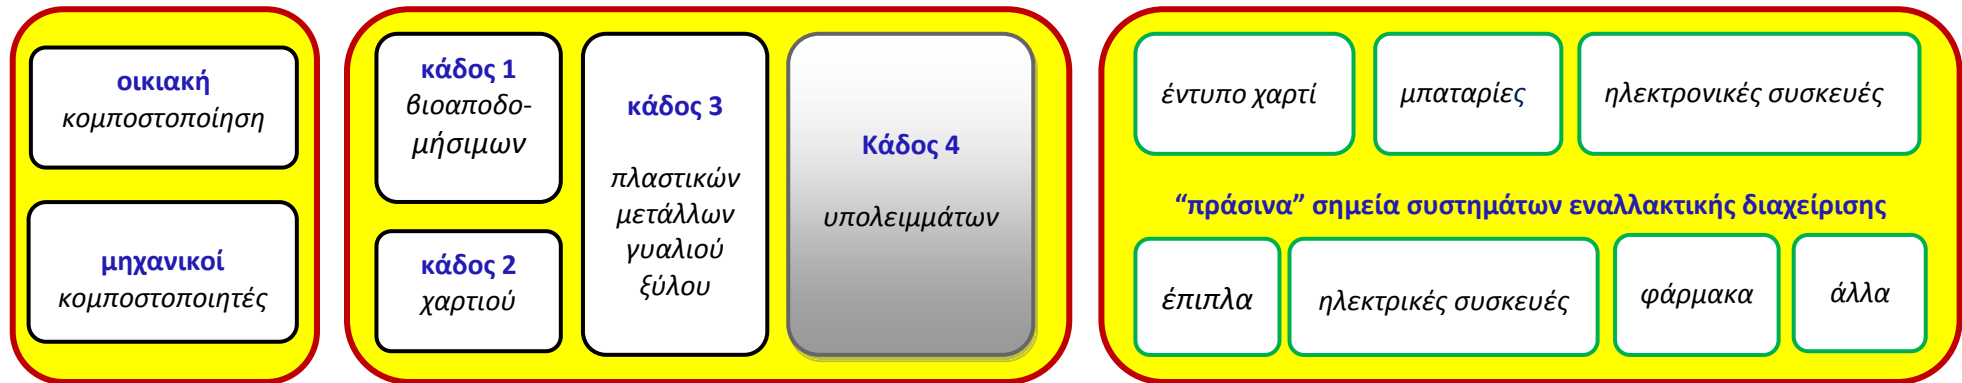 οικιακή
κομποστοποίηση
μηχανικοί
κομποστοποιητές
κάδος 1
βιοαποδο-
μήσιμων
κάδος 2
χαρτιού
κάδος 3
πλαστικών
μετάλλων
γυαλιού
ξύλου
Κάδος 4
υπολειμμάτων
έντυπο χαρτί
μπαταρίες
ηλεκτρονικές συσκευές
“πράσινα” σημεία συστημάτων εναλλακτικής διαχείρισης
έπιπλα
ηλεκτρικές συσκευές
φάρμακα
άλλα